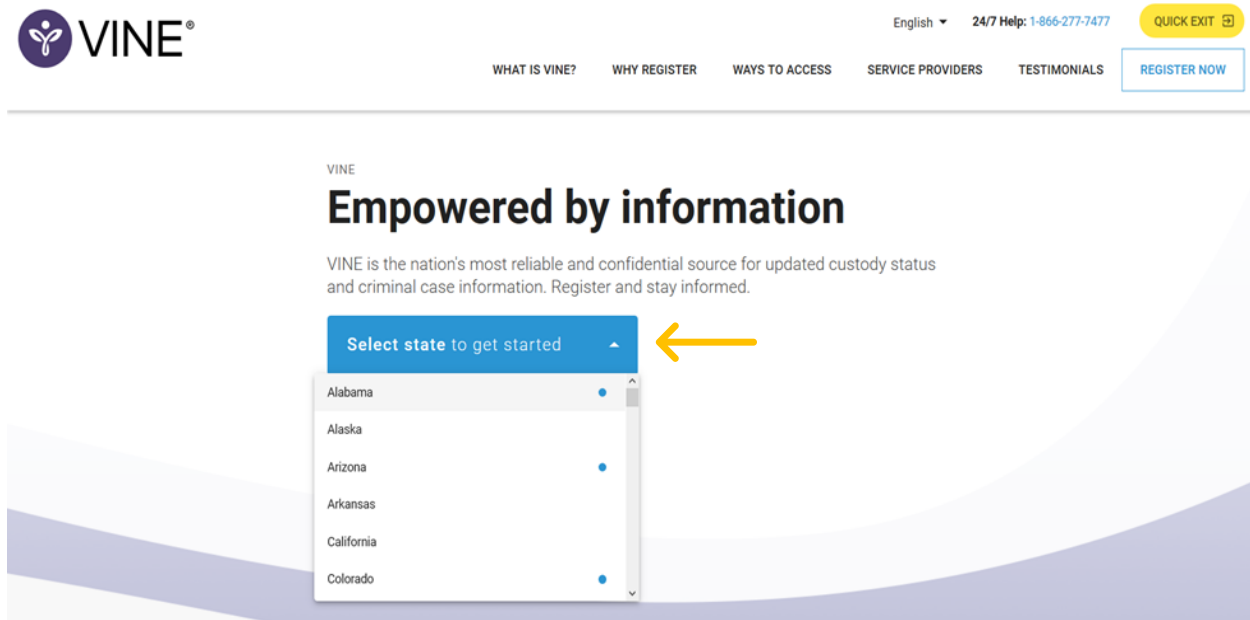 VINE®
English
24/7 Help: 1-866-277-7477
QUICK EXIT
WHAT IS VINE?
WHY REGISTER
WAYS TO ACCESS
SERVICE PROVIDERS
TESTIMONIALS
REGISTER NOW
VINE
Empowered by information
VINE is the nation's most reliable and confidential source for updated custody status
and criminal case information. Register and stay informed.
Select state to get started
Alabama
Alaska
Arizona
Arkansas
California
Colorado